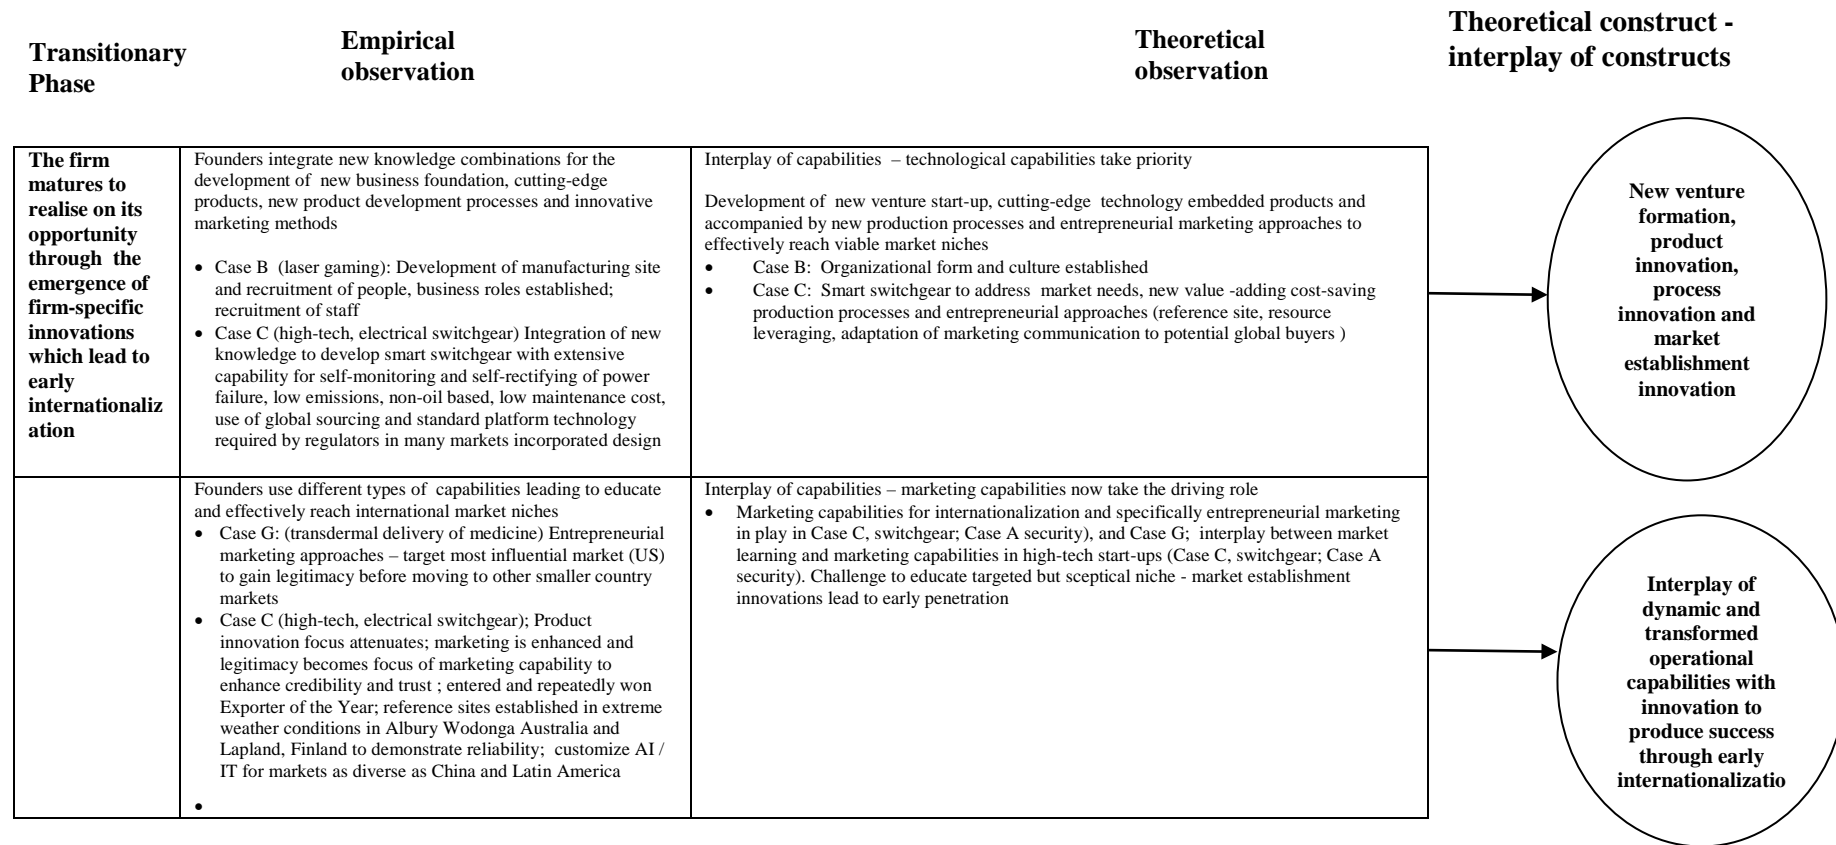 Transitionary
Phase
Empirical
observation
Theoretical
observation
Theoretical construct -
interplay of constructs
The firm
matures to
realise on its
opportunity
through the
emergence of
firm-specific
innovations
which lead to
early
internationaliz
ation
Founders integrate new knowledge combinations for the
development of new business foundation, cutting-edge
products, new product development processes and innovative
marketing methods
• Case B (laser gaming): Development of manufacturing site
and recruitment of people, business roles established;
recruitment of staff
• Case C (high-tech, electrical switchgear) Integration of new
knowledge to develop smart switchgear with extensive
capability for self-monitoring and self-rectifying of power
failure, low emissions, non-oil based, low maintenance cost,
use of global sourcing and standard platform technology
required by regulators in many markets incorporated design
Interplay of capabilities – technological capabilities take priority
Development of new venture start-up, cutting-edge technology embedded products and
accompanied by new production processes and entrepreneurial marketing approaches to
effectively reach viable market niches
• Case B: Organizational form and culture established
• Case C: Smart switchgear to address market needs, new value -adding cost-saving
production processes and entrepreneurial approaches (reference site, resource
leveraging, adaptation of marketing communication to potential global buyers )
New venture
formation,
product
innovation,
process
innovation and
market
establishment
innovation
Founders use different types of capabilities leading to educate
and effectively reach international market niches
• Case G: (transdermal delivery of medicine) Entrepreneurial
marketing approaches – target most influential market (US)
to gain legitimacy before moving to other smaller country
markets
• Case C (high-tech, electrical switchgear); Product
innovation focus attenuates; marketing is enhanced and
legitimacy becomes focus of marketing capability to
enhance credibility and trust ; entered and repeatedly won
Exporter of the Year; reference sites established in extreme
weather conditions in Albury Wodonga Australia and
Lapland, Finland to demonstrate reliability; customize AI /
IT for markets as diverse as China and Latin America
•
Interplay of capabilities – marketing capabilities now take the driving role
• Marketing capabilities for internationalization and specifically entrepreneurial marketing
in play in Case C, switchgear; Case A security), and Case G; interplay between market
learning and marketing capabilities in high-tech start-ups (Case C, switchgear; Case A
security). Challenge to educate targeted but sceptical niche - market establishment
innovations lead to early penetration
Interplay of
dynamic and
transformed
operational
capabilities with
innovation to
produce success
through early
internationalizatio